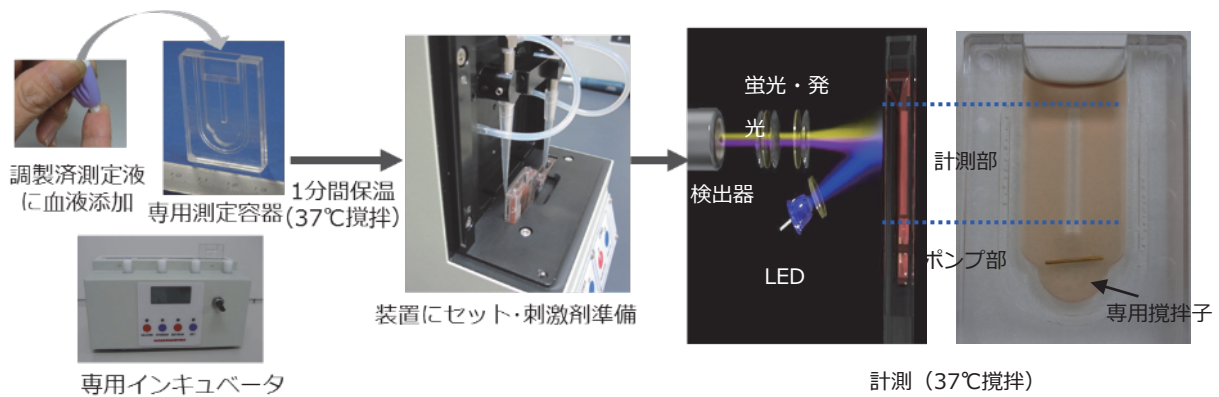 調製済測定液
に血液添加
専用測定容器
専用インキュベータ
1分間保温
(37℃撹拌)
装置にセット・刺激剤準備
蛍光・発
光
検出器
LED
計測部
ポンプ部
専用撹拌子
計測（37℃撹拌）